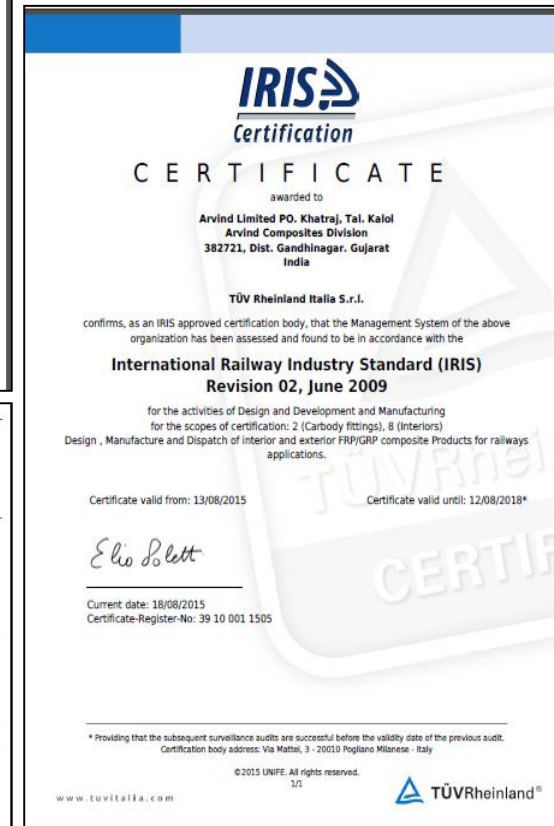 IRIS
Certification
CERTIFICATE
awarded to
Arvind Limited PO. Khatraj, Tal. Kalol
Arvind Composites Division
382721, Dist. Gandhinagar. Gujarat
India
TÜV Rheinland Italia S.r.l.
confirms, as an IRIS approved certification body, that the Management System of the above
organization has been assessed and found to be in accordance with the
International Railway Industry Standard (IRIS)
Revision 02, June 2009
for the activities of Design and Development and Manufacturing
for the scopes of certification: 2 (Carbody fittings), 8 (Interiors)
Design , Manufacture and Dispatch of interior and exterior FRP/GRP composite Products for railways
applications.
Certificate valid from: 13/08/2015 Certificate valid until: 12/08/2018*
Current date: 18/08/2015
Certificate-Register-No: 39 10 001 1505
* Providing that the subsequent surveillance audits are successful before the validity date of the previous audit.
Certification body address: Via Mattei, 3 - 20010 Pogliano Milanese - Italy
©2015 UNIFE. All rights reserved.
1/1
www.tuvitalia.com TÜVRheinland®